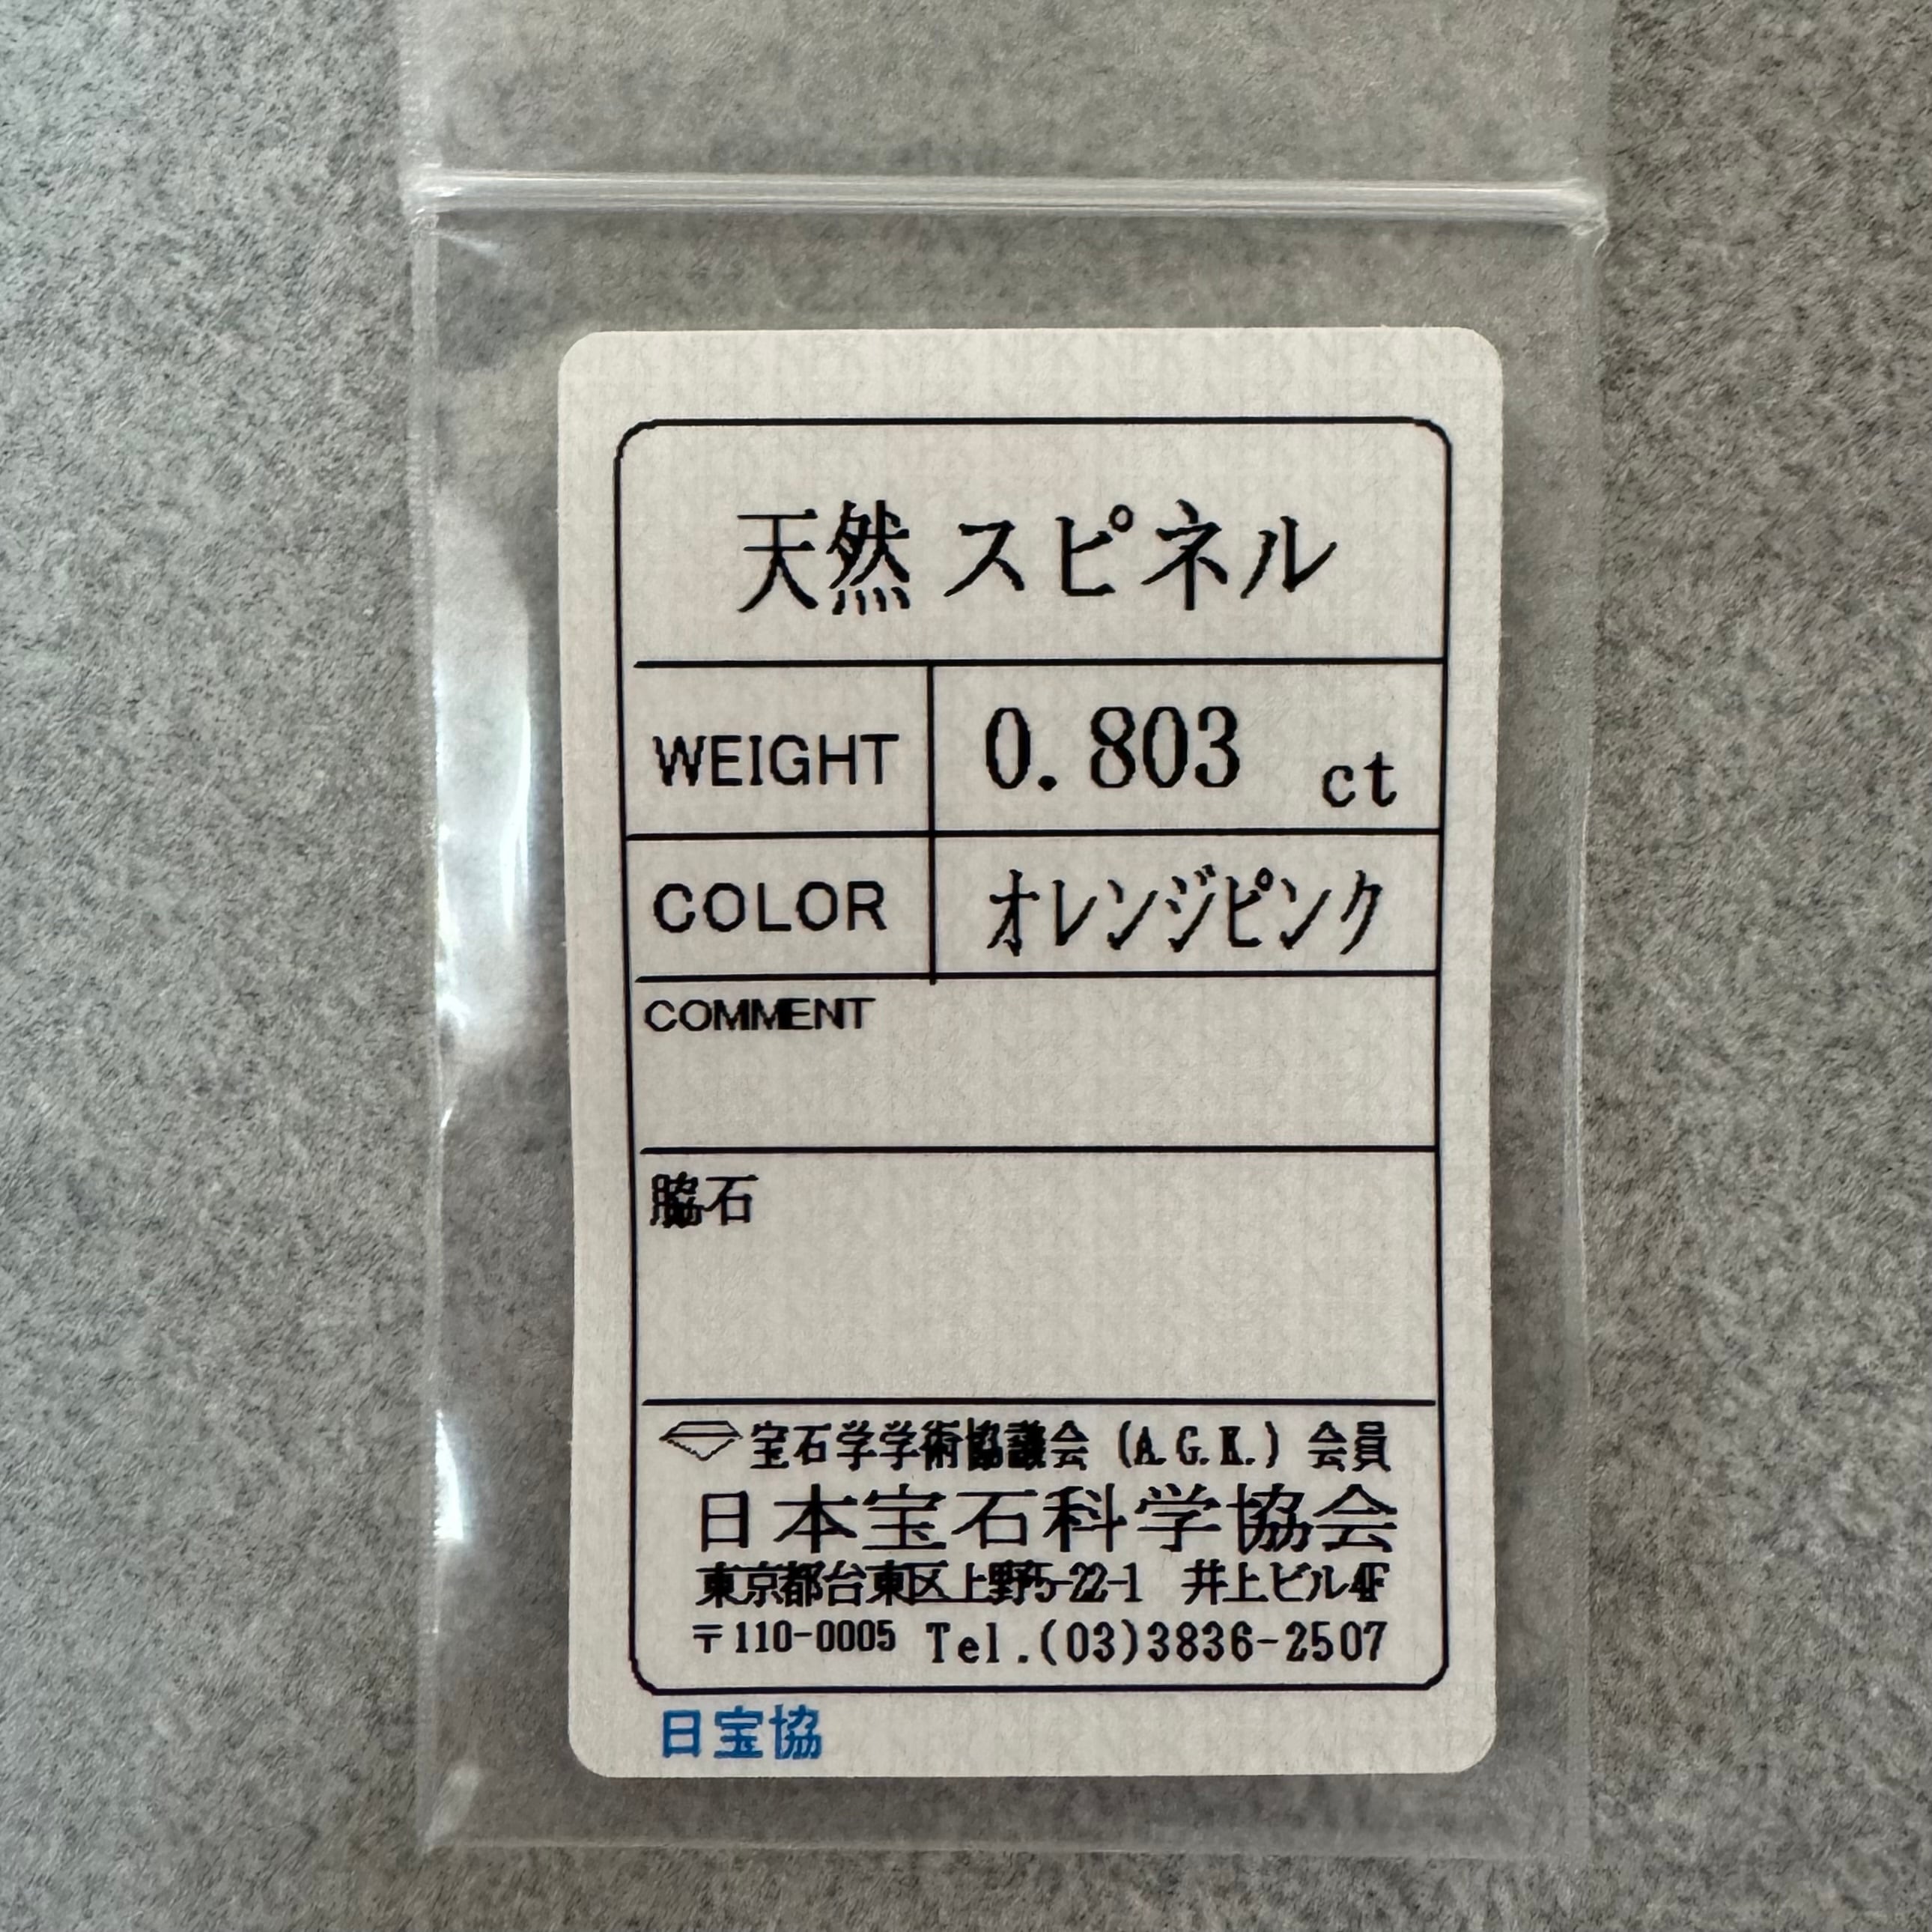 天然 スピネル
WEIGHT 0.803 ct
COLOR オレンジピンク
COMMENT
脇石
宝石学学術協議会 (A.G.K.) 会員
日本宝石科学協会
東京都台東区上野5-22-1 井上ビル4F
〒110-0005 Tel.(03)3836-2507
日宝協